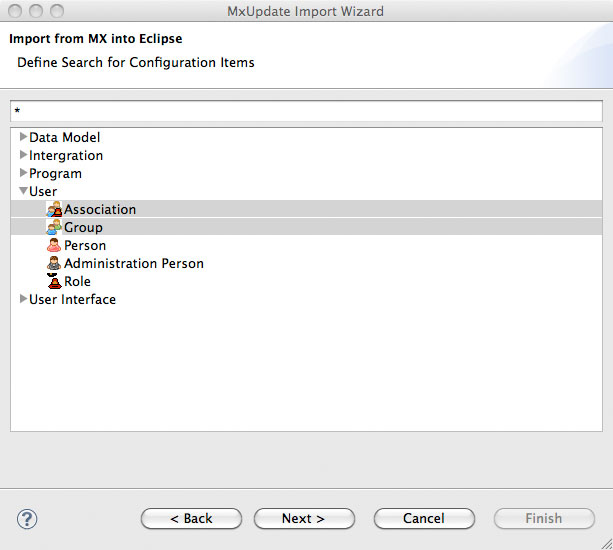 MxUpdate Import Wizard
Import from MX into Eclipse
Define Search for Configuration Items
*
Data Model
Intergration
Program
User
Association
Group
Person
Administration Person
Role
User Interface
?
< Back
Next >
Cancel
Finish